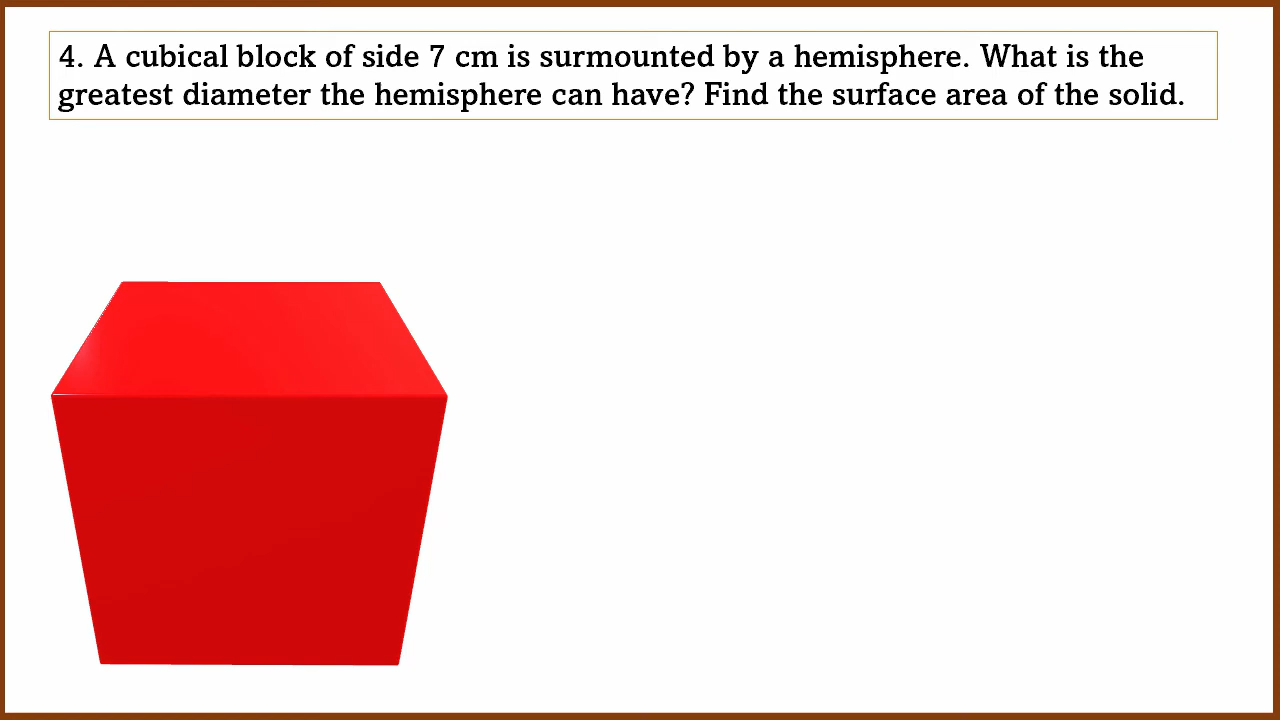 4. A cubical block of side 7 cm is surmounted by a hemisphere. What is the
greatest diameter the hemisphere can have? Find the surface area of the solid.